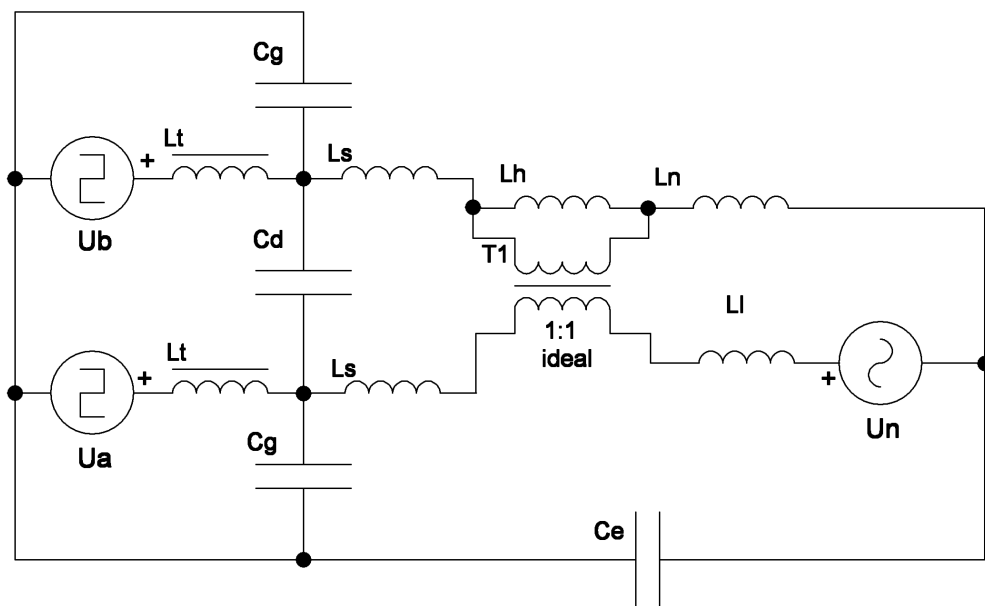 Cg
Lt
Ls
+
Ub
Lh
Ln
Cd
T1
Lt
Ls
1:1
ideal
Ll
+
+
Ua
Un
Cg
Ce